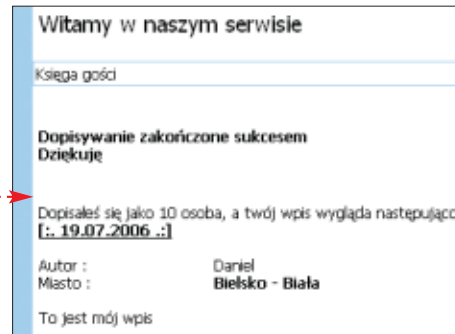 Witamy w naszym serwisie
Księga gości
Dopisywanie zakończone sukcesem
Dziękuję
Dopisałeś się jako 10 osoba, a twój wpis wygląda następująco
[:. 19.07.2006 .:]
Autor : Daniel
Miasto : Bielsko - Biała
To jest mój wpis